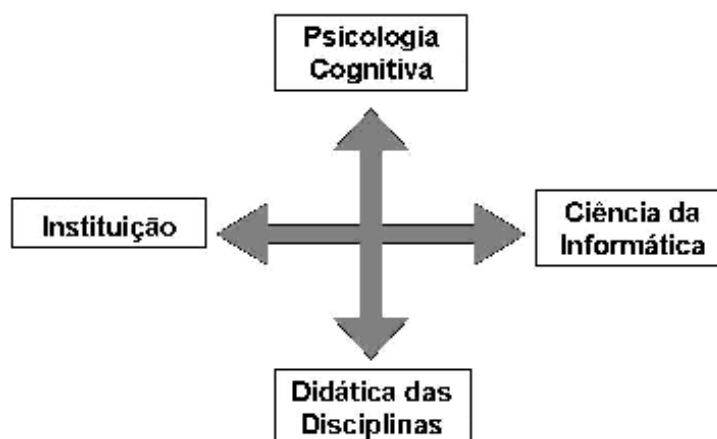 Psicologia
Cognitiva
Instituição
Ciência da
Informática
Didática das
Disciplinas